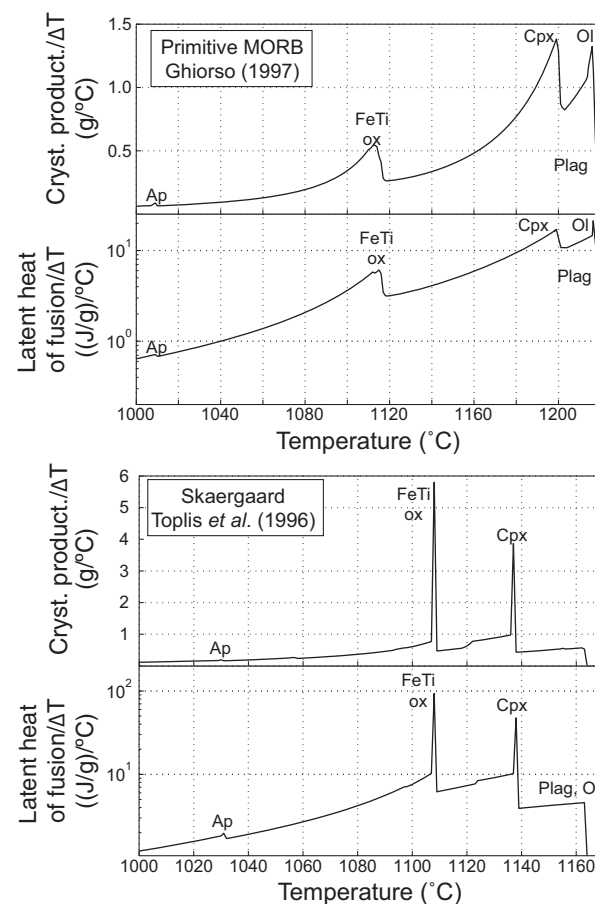 Cryst. product./ΔT
(g/ºC)
1.5
1.0
0.5
Primitive MORB
Ghiorso (1997)
Cpx
Ol
FeTi
ox
Plag
Ap
Latent heat
of fusion/ΔT
((J/g)/ºC)
10¹
10⁰
Cpx
Ol
FeTi
ox
Plag
Ap
1000
1040
1080
1120
1160
1200
Temperature (˚C)
Cryst. product./ΔT
(g/ºC)
6
5
4
3
2
1
Skaergaard
Toplis et al. (1996)
FeTi
ox
Cpx
Ap
Latent heat
of fusion/ΔT
((J/g)/ºC)
10²
10¹
FeTi
ox
Cpx
Plag, O
Ap
1000
1020
1040
1060
1080
1100
1120
1140
1160
Temperature (˚C)